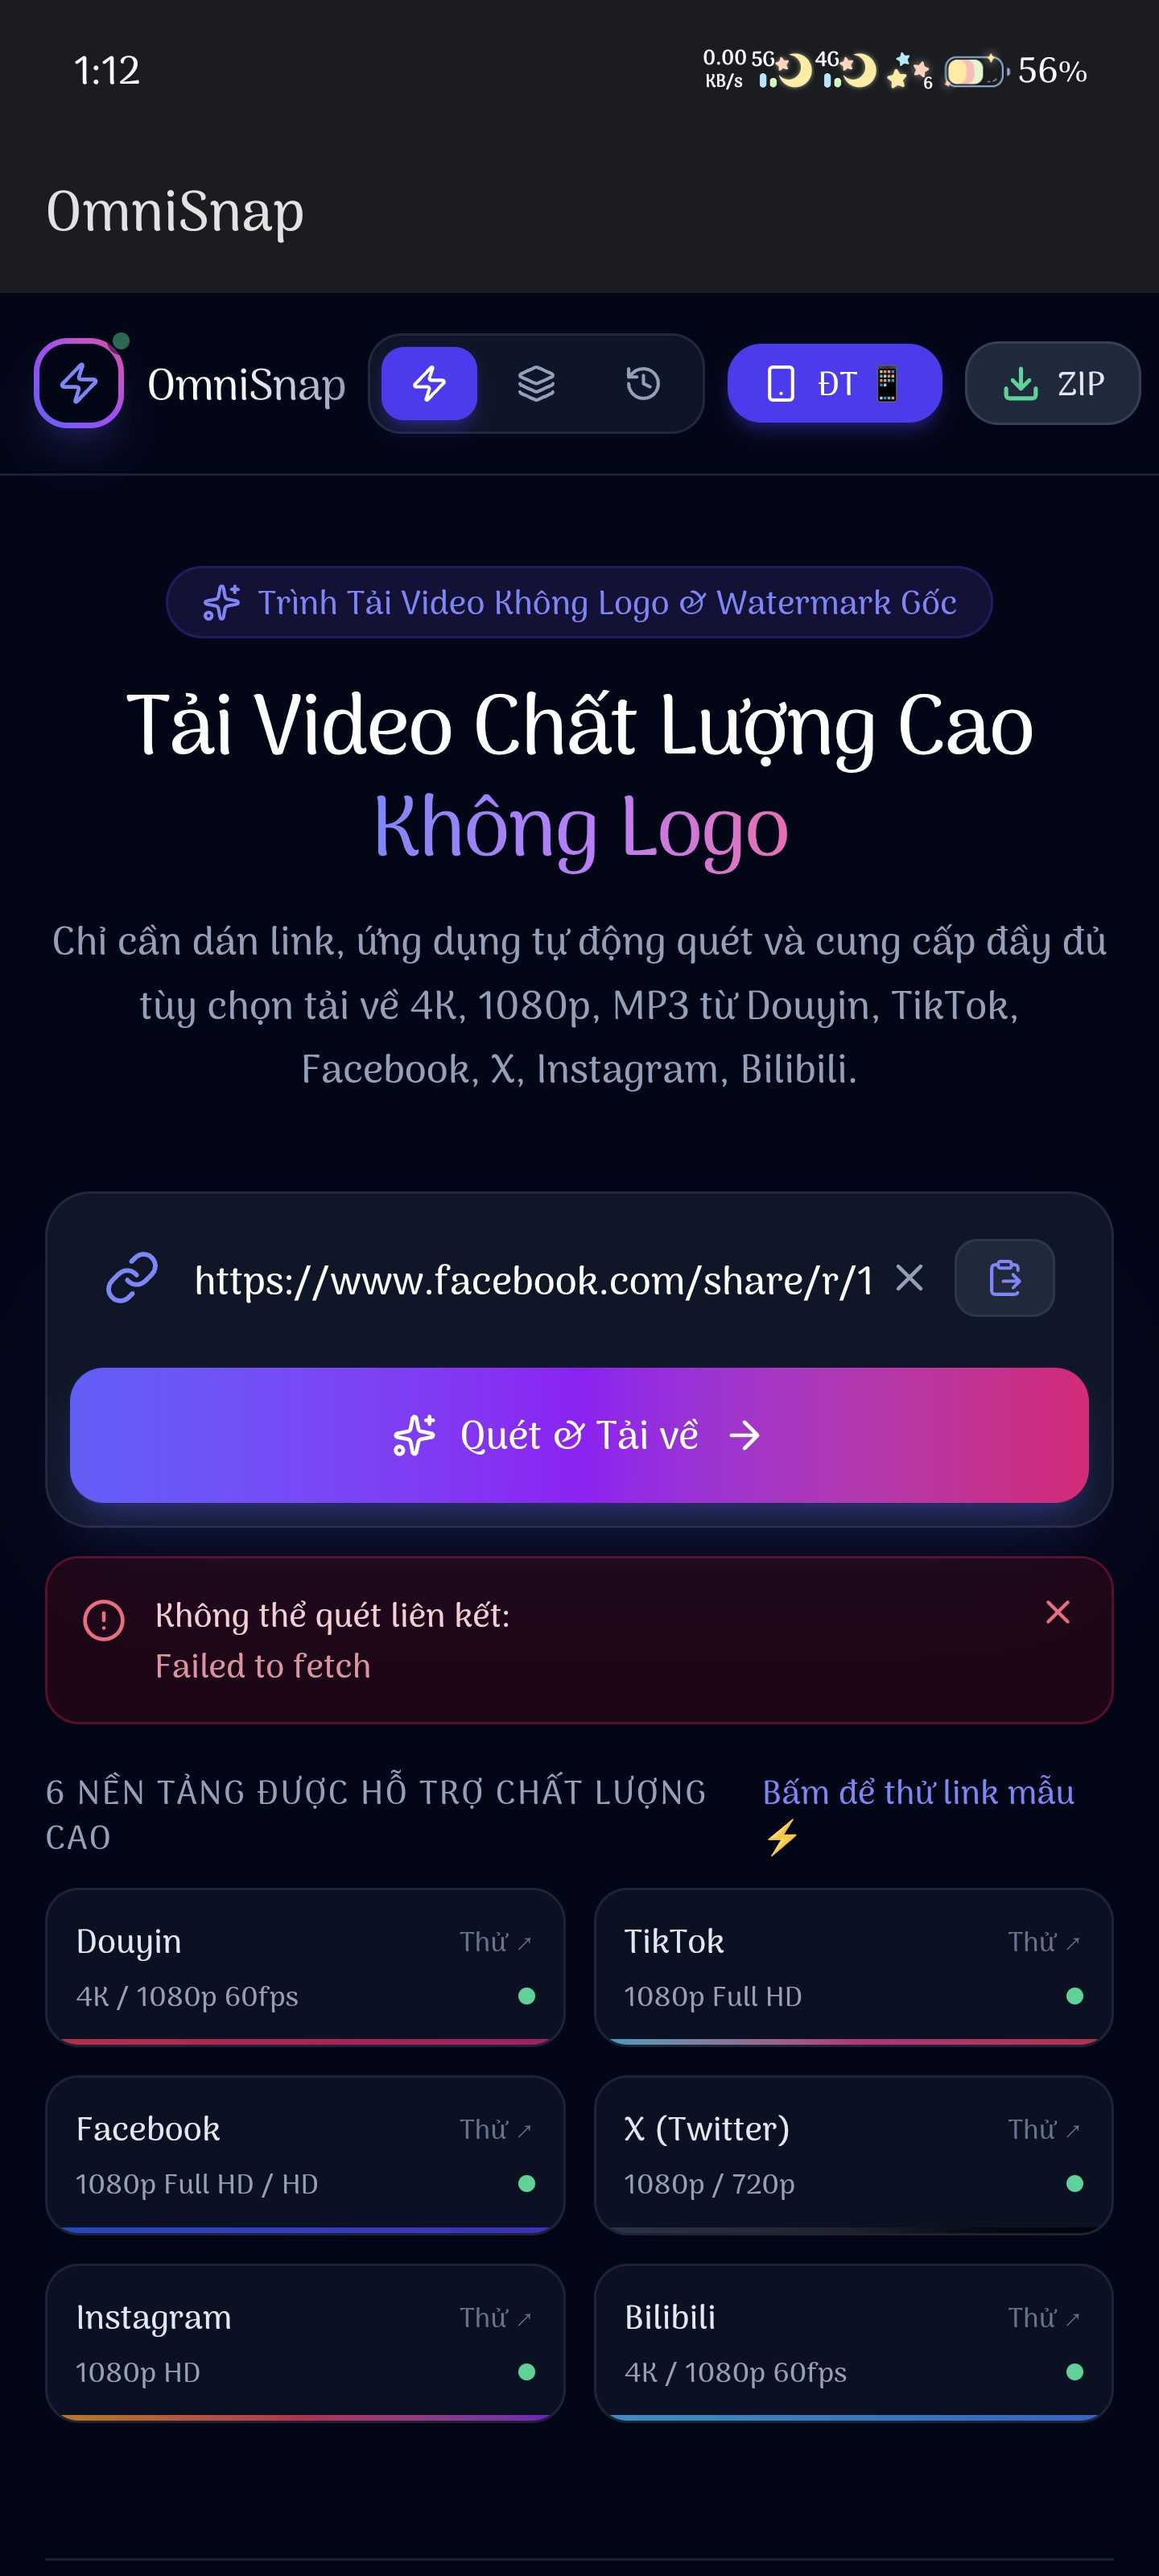 1:12
0.00 KB/s 5G 4G 6 56%
OmniSnap
OmniSnap ĐT ZIP
Trình Tải Video Không Logo & Watermark Gốc
Tải Video Chất Lượng Cao
Không Logo
Chỉ cần dán link, ứng dụng tự động quét và cung cấp đầy đủ
tùy chọn tải về 4K, 1080p, MP3 từ Douyin, TikTok,
Facebook, X, Instagram, Bilibili.
https://www.facebook.com/share/r/1
Quét & Tải về
Không thể quét liên kết:
Failed to fetch
6 NỀN TẢNG ĐƯỢC HỖ TRỢ CHẤT LƯỢNG
CAO
Bấm để thử link mẫu
Douyin Thử ↗
4K / 1080p 60fps
TikTok Thử ↗
1080p Full HD
Facebook Thử ↗
1080p Full HD / HD
X (Twitter) Thử ↗
1080p / 720p
Instagram Thử ↗
1080p HD
Bilibili Thử ↗
4K / 1080p 60fps